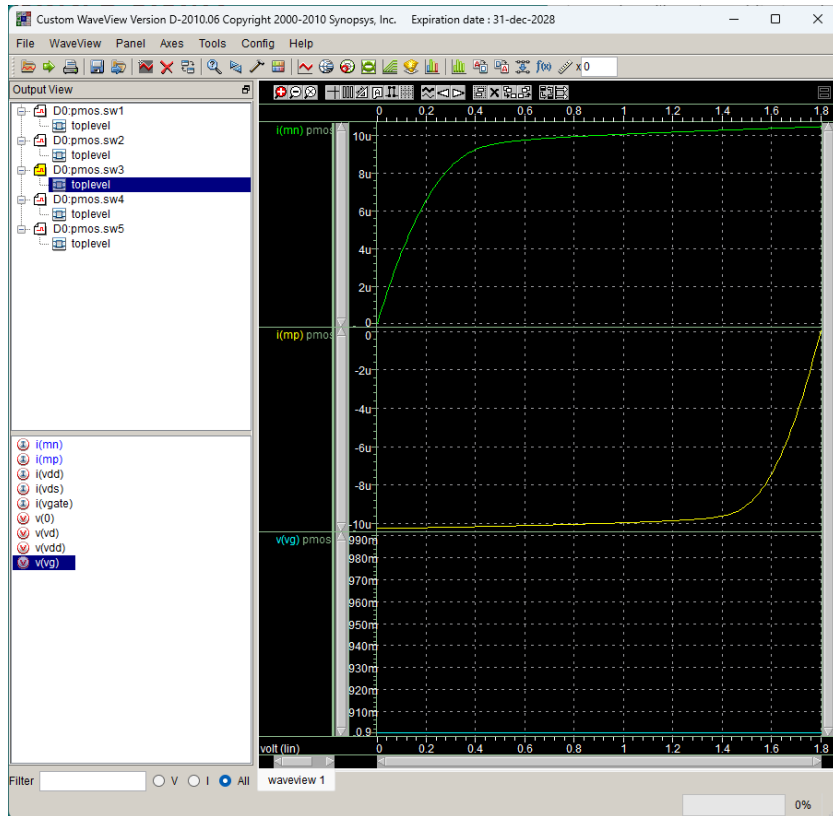 Custom WaveView Version D-2010.06 Copyright 2000-2010 Synopsys, Inc. Expiration date : 31-dec-2028
File WaveView Panel Axes Tools Config Help
x 0
Output View
D0:pmos.sw1
toplevel
D0:pmos.sw2
toplevel
D0:pmos.sw3
toplevel
D0:pmos.sw4
toplevel
D0:pmos.sw5
toplevel
i(mn)
i(mp)
i(vdd)
i(vds)
i(vgate)
v(0)
v(vd)
v(vdd)
v(vg)
0 0.2 0.4 0.6 0.8 1 1.2 1.4 1.6 1.8
i(mn) pmos
10u
8u
6u
4u
2u
0
i(mp) pmos
0
-2u
-4u
-6u
-8u
-10u
v(vg) pmos
990m
980m
970m
960m
950m
940m
930m
920m
910m
0.9
volt (lin)
0 0.2 0.4 0.6 0.8 1 1.2 1.4 1.6 1.8
Filter V I All
waveview 1
0%